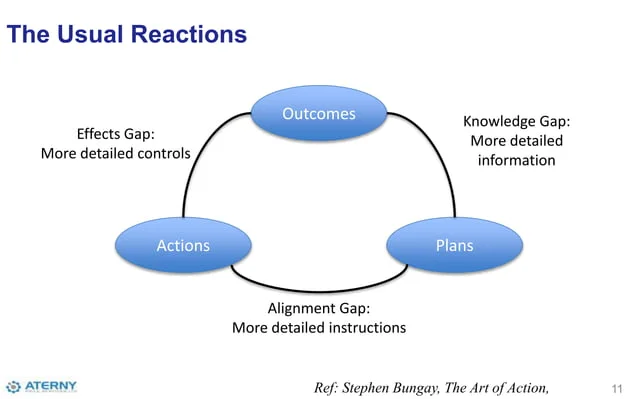 The Usual Reactions
Outcomes
Effects Gap:
More detailed controls
Knowledge Gap:
More detailed
information
Actions
Plans
Alignment Gap:
More detailed instructions
ATERNY
Ref: Stephen Bungay, The Art of Action,
11